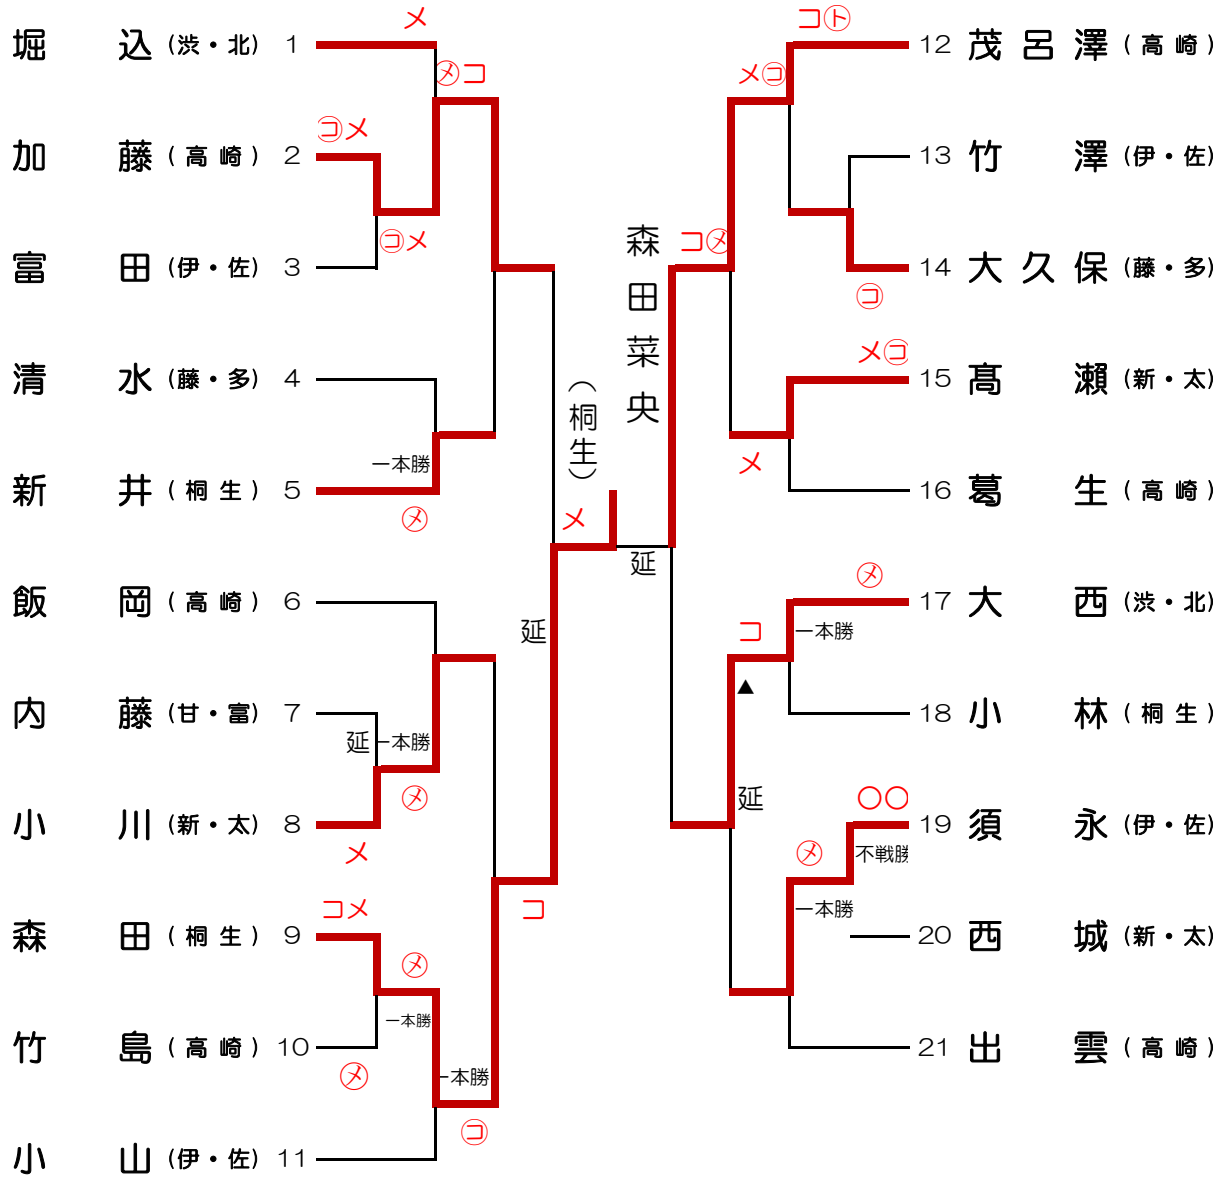 堀込（渋・北） 1
加藤（高崎） 2
富田（伊・佐） 3
清水（藤・多） 4
新井（桐生） 5
飯岡（高崎） 6
内藤（甘・富） 7
小川（新・太） 8
森田（桐生） 9
竹島（高崎） 10
小山（伊・佐） 11
メ
㋱コ
㋙メ
㋙メ
一本勝
㋱
延
一本勝
㋱
メ
コメ
㋱
一本勝
㋱
一本勝
㋙
コ
延
メ
（桐生）
森田菜央
延
コ㋣
メ㋙
コ㋱
㋙
メ㋙
メ
㋱
一本勝
コ
▲
延
〇〇
不戦勝
㋱
一本勝
12 茂呂澤（高崎）
13 竹澤（伊・佐）
14 大久保（藤・多）
15 髙瀨（新・太）
16 葛生（高崎）
17 大西（渋・北）
18 小林（桐生）
19 須永（伊・佐）
20 西城（新・太）
21 出雲（高崎）